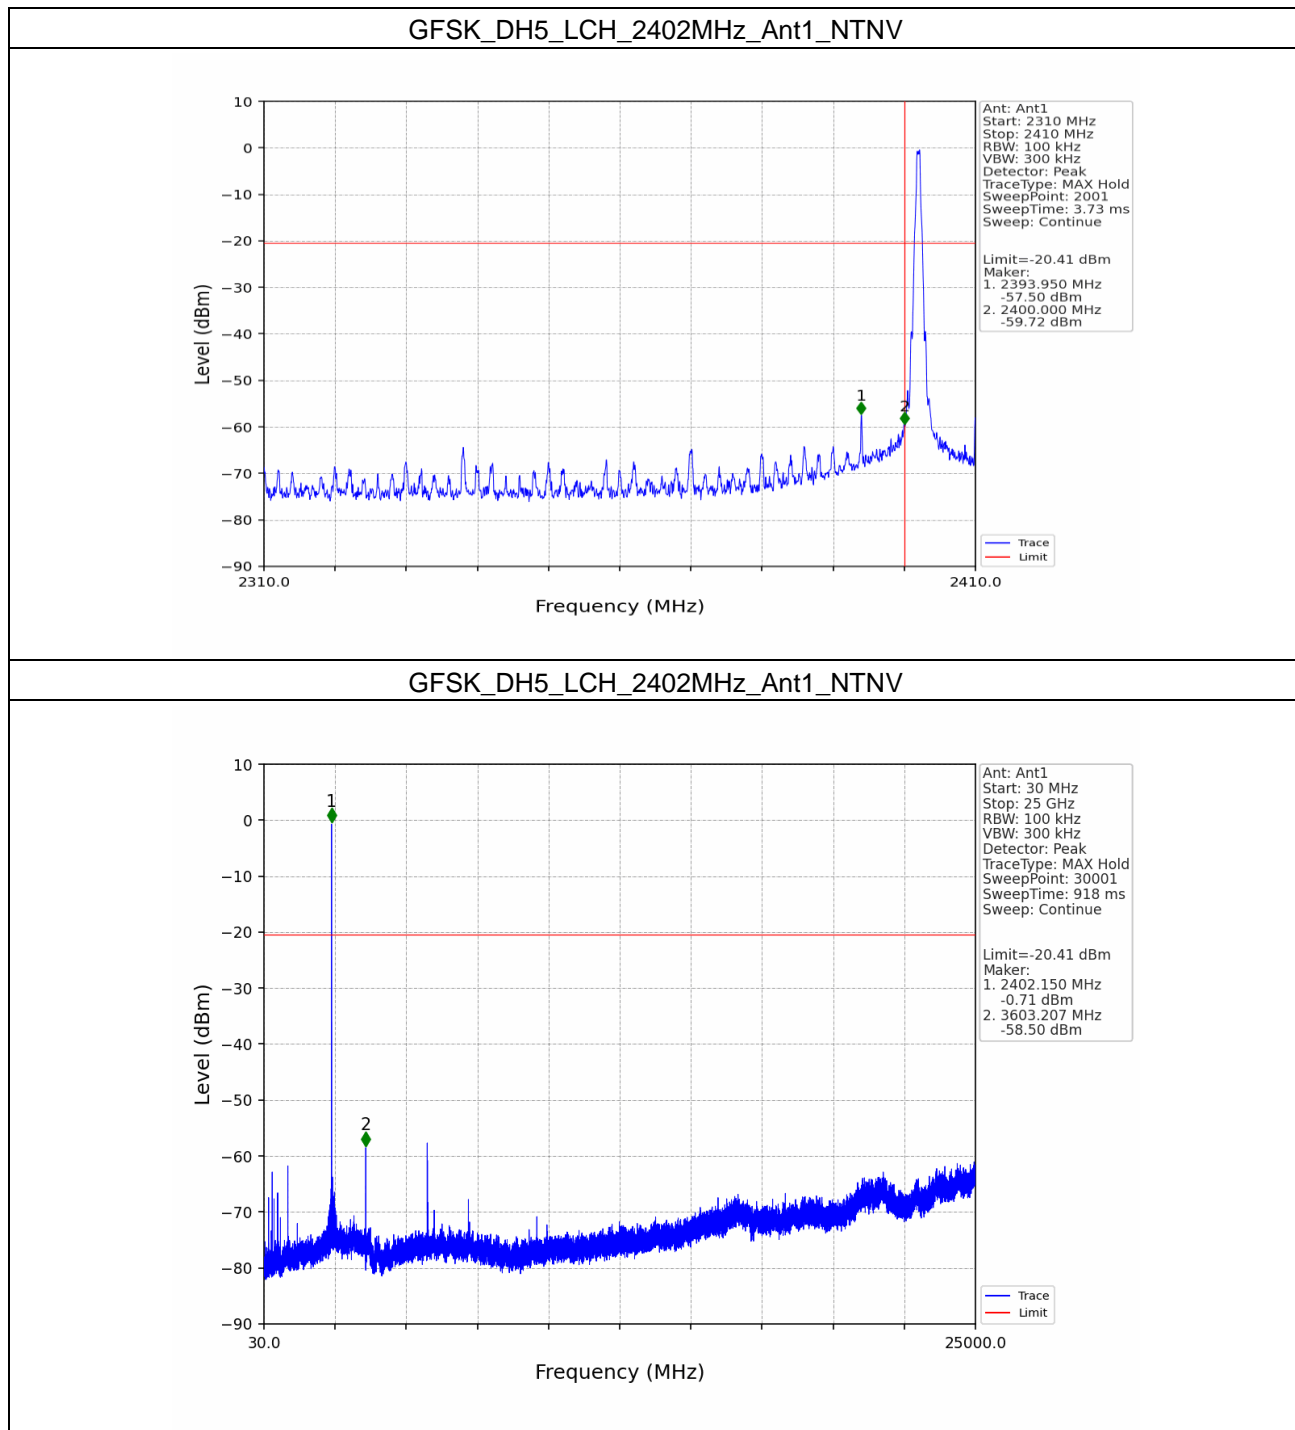 GFSK_DH5_LCH_2402MHz_Ant1_NTNV
10
0
−10
−20
−30
−40
−50
−60
−70
−80
−90
Level (dBm)
2310.0
2410.0
Frequency (MHz)
1
2
Ant: Ant1
Start: 2310 MHz
Stop: 2410 MHz
RBW: 100 kHz
VBW: 300 kHz
Detector: Peak
TraceType: MAX Hold
SweepPoint: 2001
SweepTime: 3.73 ms
Sweep: Continue
Limit=-20.41 dBm
Maker:
1. 2393.950 MHz
-57.50 dBm
2. 2400.000 MHz
-59.72 dBm
Trace
Limit
GFSK_DH5_LCH_2402MHz_Ant1_NTNV
10
0
−10
−20
−30
−40
−50
−60
−70
−80
−90
Level (dBm)
30.0
25000.0
Frequency (MHz)
1
2
Ant: Ant1
Start: 30 MHz
Stop: 25 GHz
RBW: 100 kHz
VBW: 300 kHz
Detector: Peak
TraceType: MAX Hold
SweepPoint: 30001
SweepTime: 918 ms
Sweep: Continue
Limit=-20.41 dBm
Maker:
1. 2402.150 MHz
-0.71 dBm
2. 3603.207 MHz
-58.50 dBm
Trace
Limit